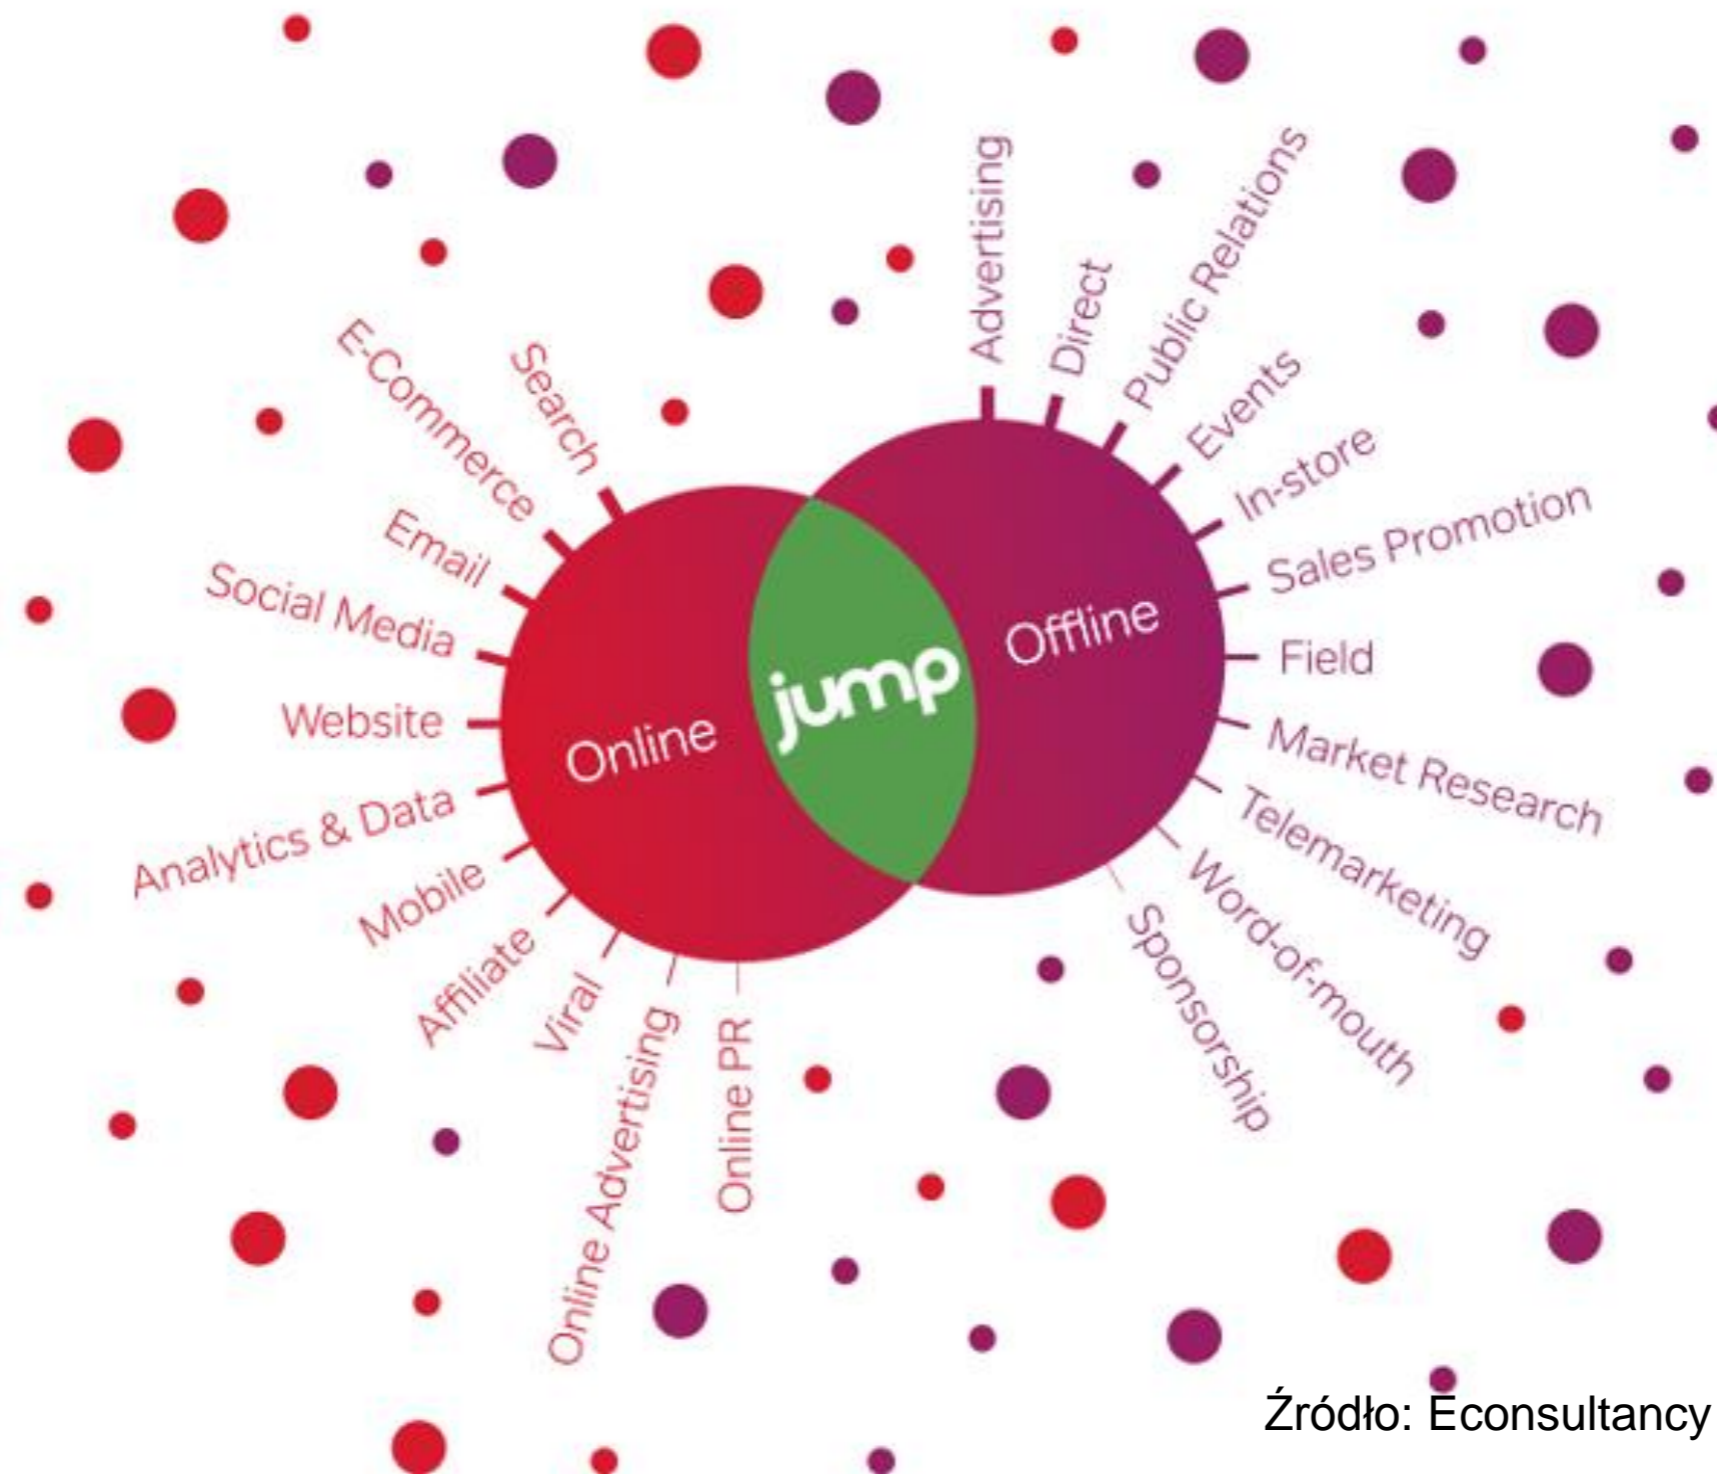 Search
E-Commerce
Email
Social Media
Website
Analytics & Data
Mobile
Affiliate
Viral
Online Advertising
Online PR
Online
jump
Offline
Advertising
Direct
Public Relations
Events
In-store
Sales Promotion
Field
Market Research
Telemarketing
Word-of-mouth
Sponsorship
Źródło: Econsultancy